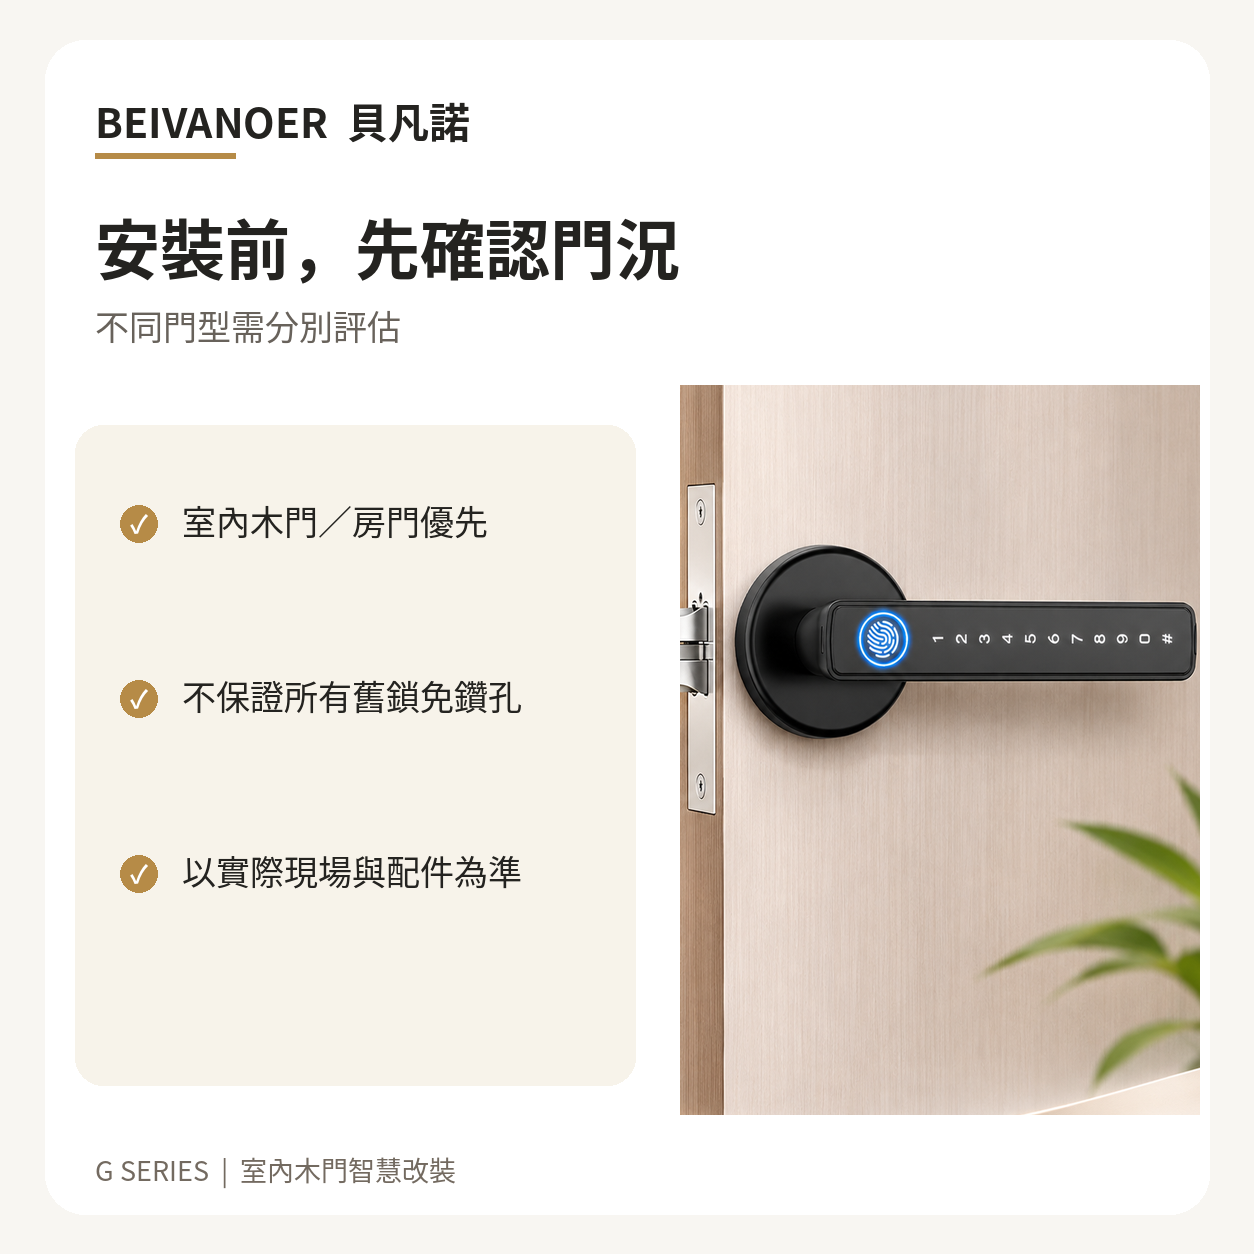 BEIVANOER 貝凡諾
安裝前，先確認門況
不同門型需分別評估
室內木門／房門優先
不保證所有舊鎖免鑽孔
以實際現場與配件為準
1 2 3 4 5 6 7 8 9 0 #
G SERIES｜室內木門智慧改裝